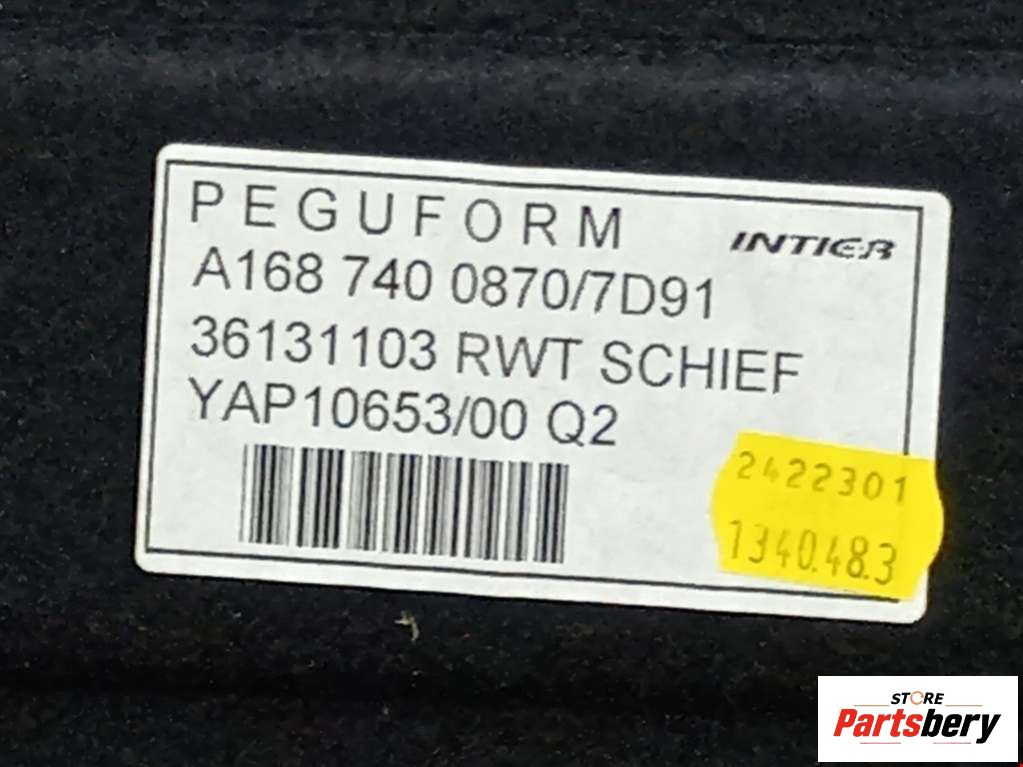 PEGUFORM
INTIER
A168 740 0870/7D91
36131103 RWT SCHIEF
YAP10653/00 Q2
2422301
1340.48.3
STORE
Partsbery